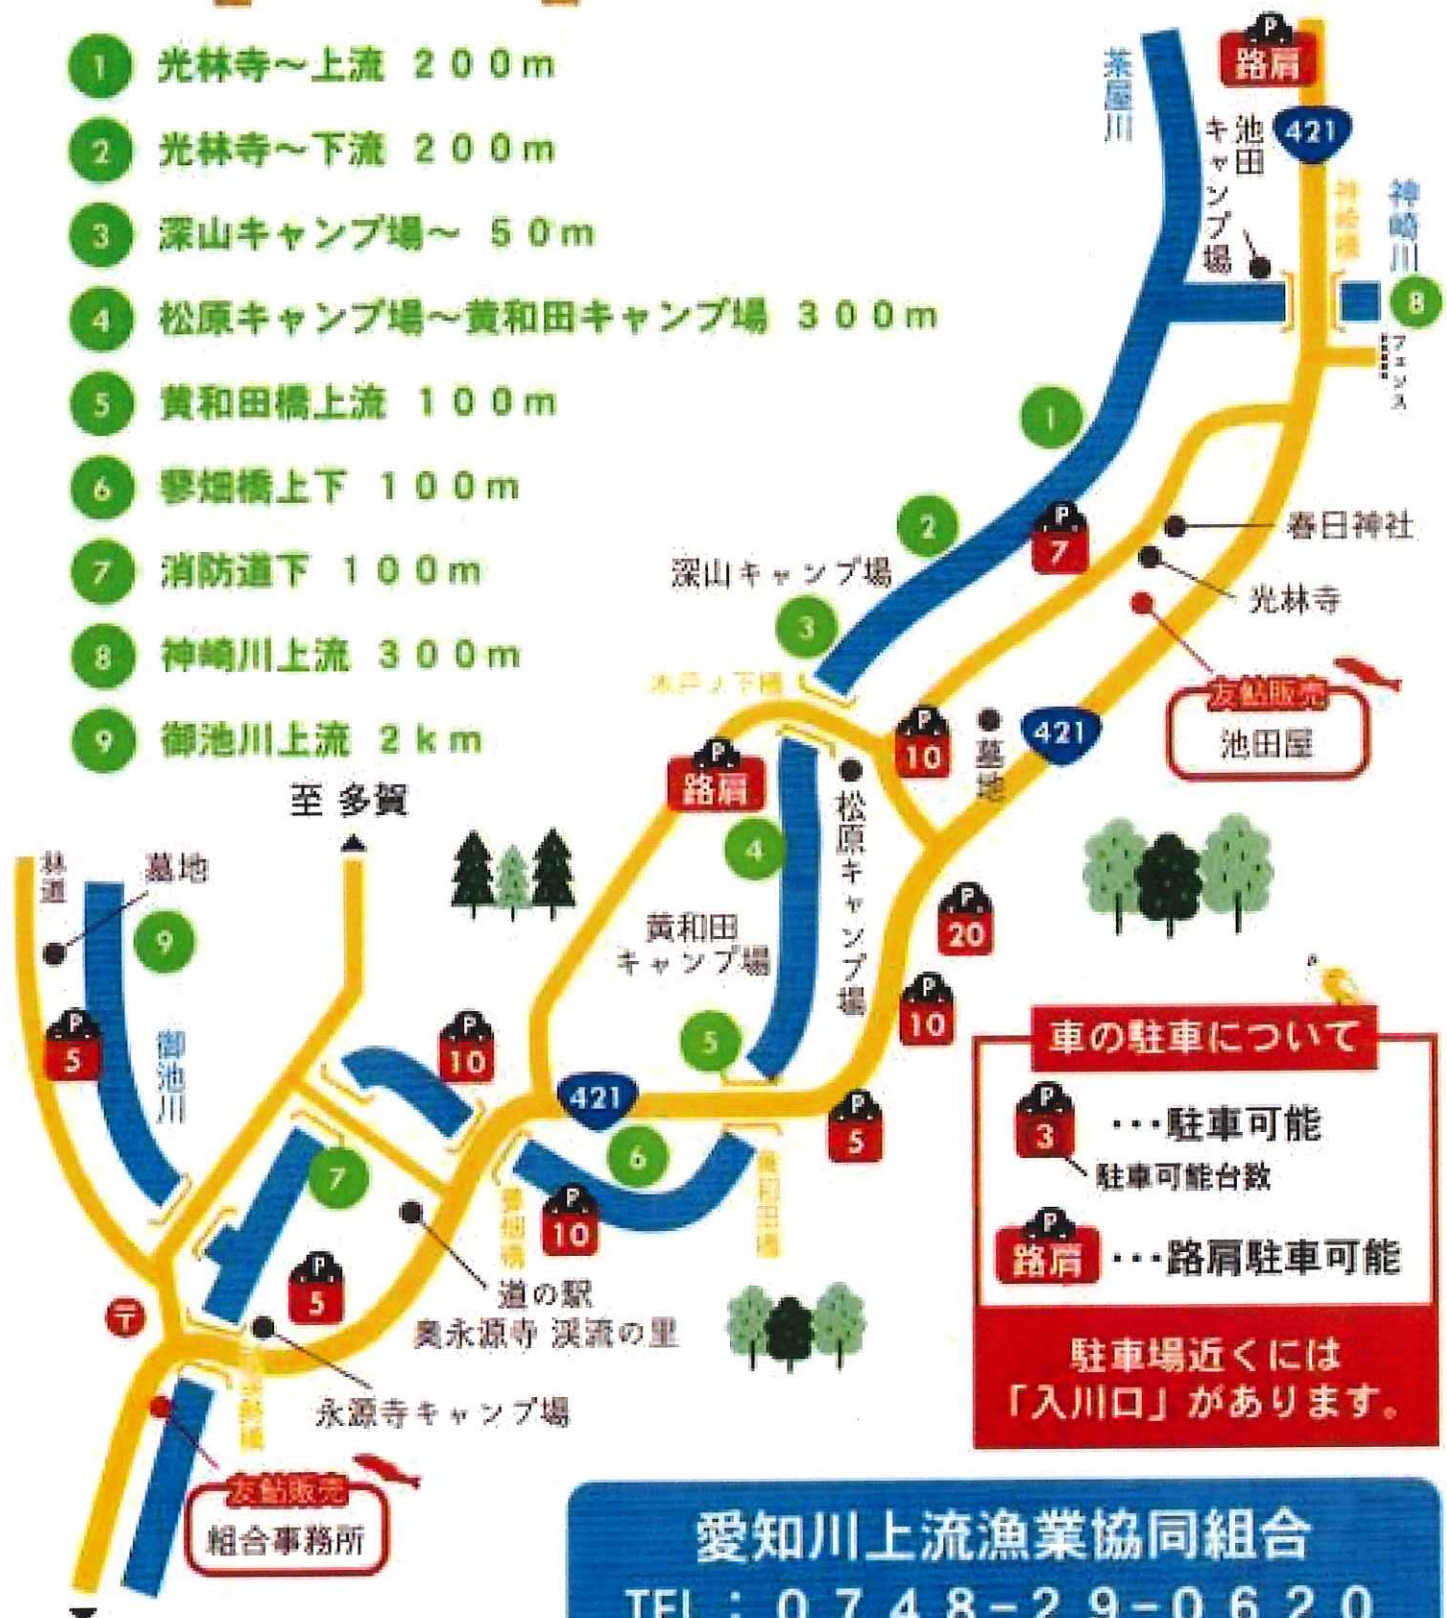 1 光林寺～上流 200m
2 光林寺～下流 200m
3 深山キャンプ場～ 50m
4 松原キャンプ場～黄和田キャンプ場 300m
5 黄和田橋上流 100m
6 蓼畑橋上下 100m
7 消防道下 100m
8 神崎川上流 300m
9 御池川上流 2km
茶屋川
P
路肩
421
池田
キャンプ場
神崎橋
神崎川
8
フェンス
1
2
P
7
春日神社
光林寺
深山キャンプ場
3
友鮎販売
池田屋
P
10
墓地
421
P
路肩
4
松原キャンプ場
黄和田
キャンプ場
P
20
P
10
5
至 多賀
林道
墓地
9
P
5
御池川
P
10
421
P
5
6
7
蓼畑橋
P
10
黄和田橋
P
5
道の駅
奥永源寺 渓流の里
〒
永源寺キャンプ場
友鮎販売
組合事務所
車の駐車について
P
3
・・・駐車可能
駐車可能台数
P
路肩
・・・路肩駐車可能
駐車場近くには
「入川口」があります。
愛知川上流漁業協同組合
TEL：0748-29-0620